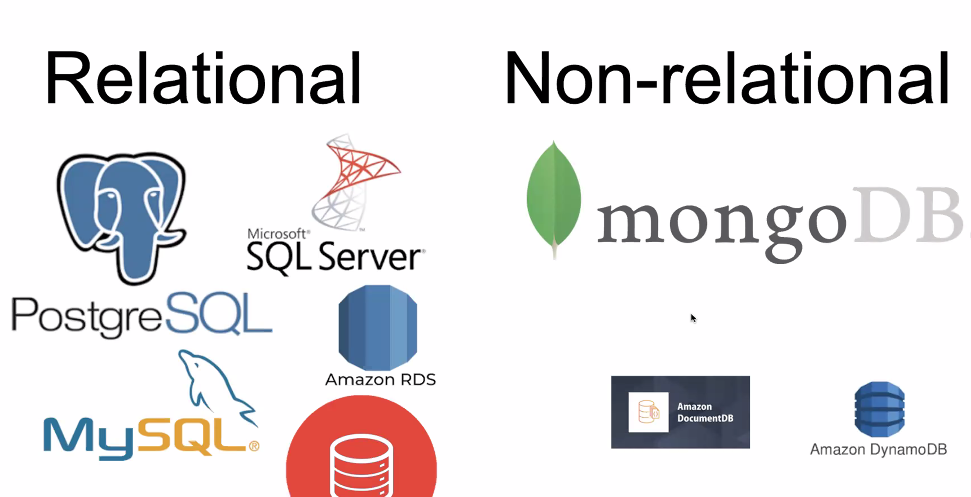 Relational
Non-relational
PostgreSQL
Microsoft®
SQL Server®
Amazon RDS
MySQL®
mongoDB
Amazon
DocumentDB
Amazon DynamoDB